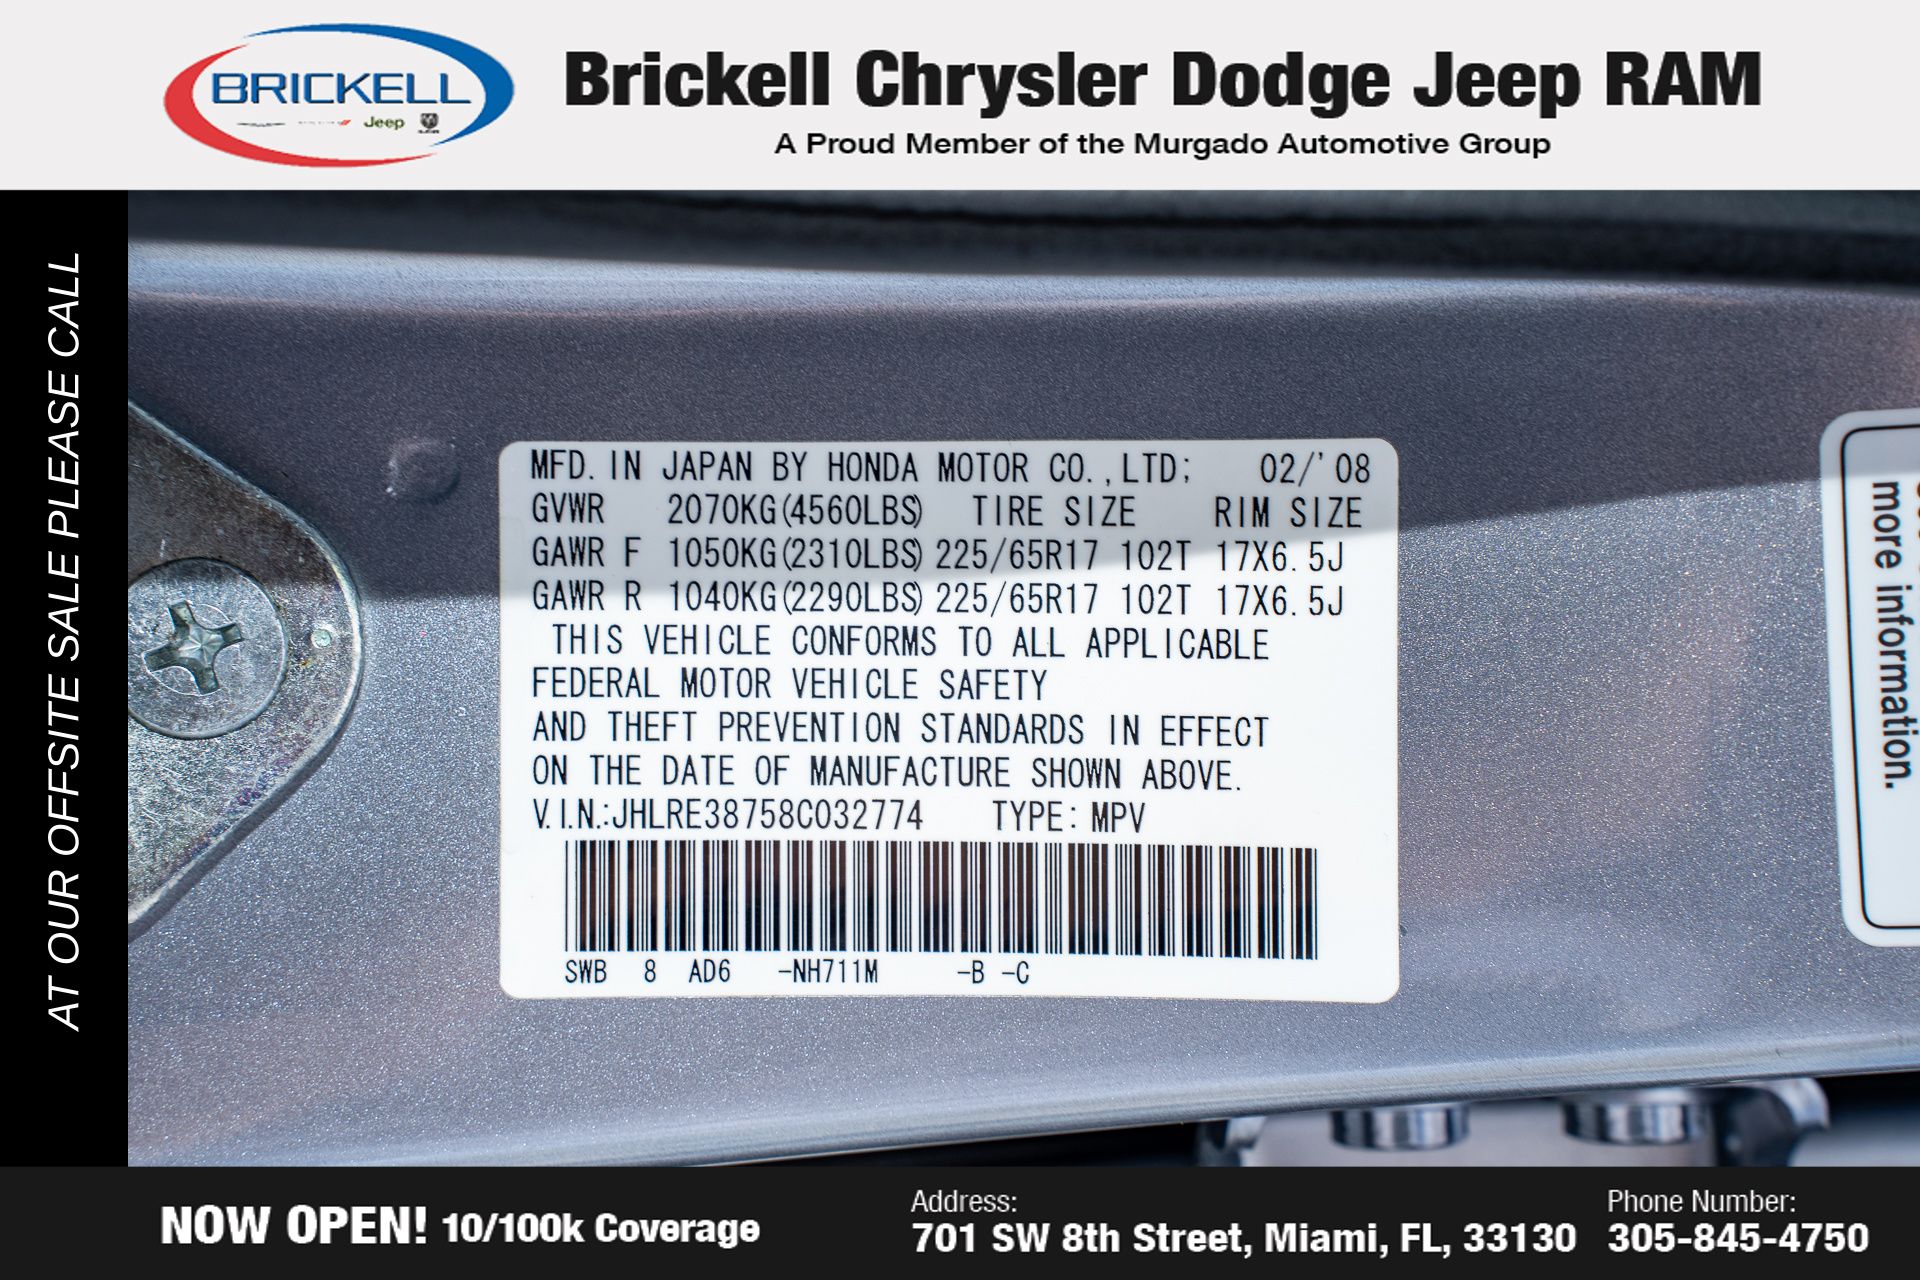 BRICKELL
Jeep
Brickell Chrysler Dodge Jeep RAM
A Proud Member of the Murgado Automotive Group
AT OUR OFFSITE SALE PLEASE CALL
MFD. IN JAPAN BY HONDA MOTOR CO.,LTD; 02/'08
GVWR 2070KG(4560LBS) TIRE SIZE RIM SIZE
GAWR F 1050KG(2310LBS) 225/65R17 102T 17X6.5J
GAWR R 1040KG(2290LBS) 225/65R17 102T 17X6.5J
THIS VEHICLE CONFORMS TO ALL APPLICABLE
FEDERAL MOTOR VEHICLE SAFETY
AND THEFT PREVENTION STANDARDS IN EFFECT
ON THE DATE OF MANUFACTURE SHOWN ABOVE.
V.I.N.:JHLRE38758C032774 TYPE: MPV
SWB 8 AD6 -NH711M -B -C
more information.
NOW OPEN! 10/100k Coverage
Address:
701 SW 8th Street, Miami, FL, 33130
Phone Number:
305-845-4750